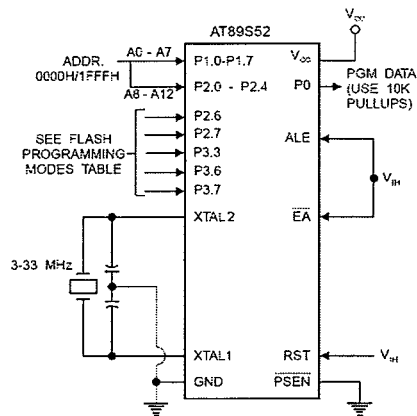 AT89S52
VCC
A0 - A7
ADDR.
0000H/1FFFH
P1.0-P1.7
VCC
PGM DATA
(USE 10K
PULLUPS)
P2.0 - P2.4
P0
A8 - A12
P2.6
P2.7
ALE
SEE FLASH
PROGRAMMING
MODES TABLE
P3.3
P3.6
VIH
P3.7
XTAL2
EA
3-33 MHz
XTAL1
RST
VIH
GND
PSEN